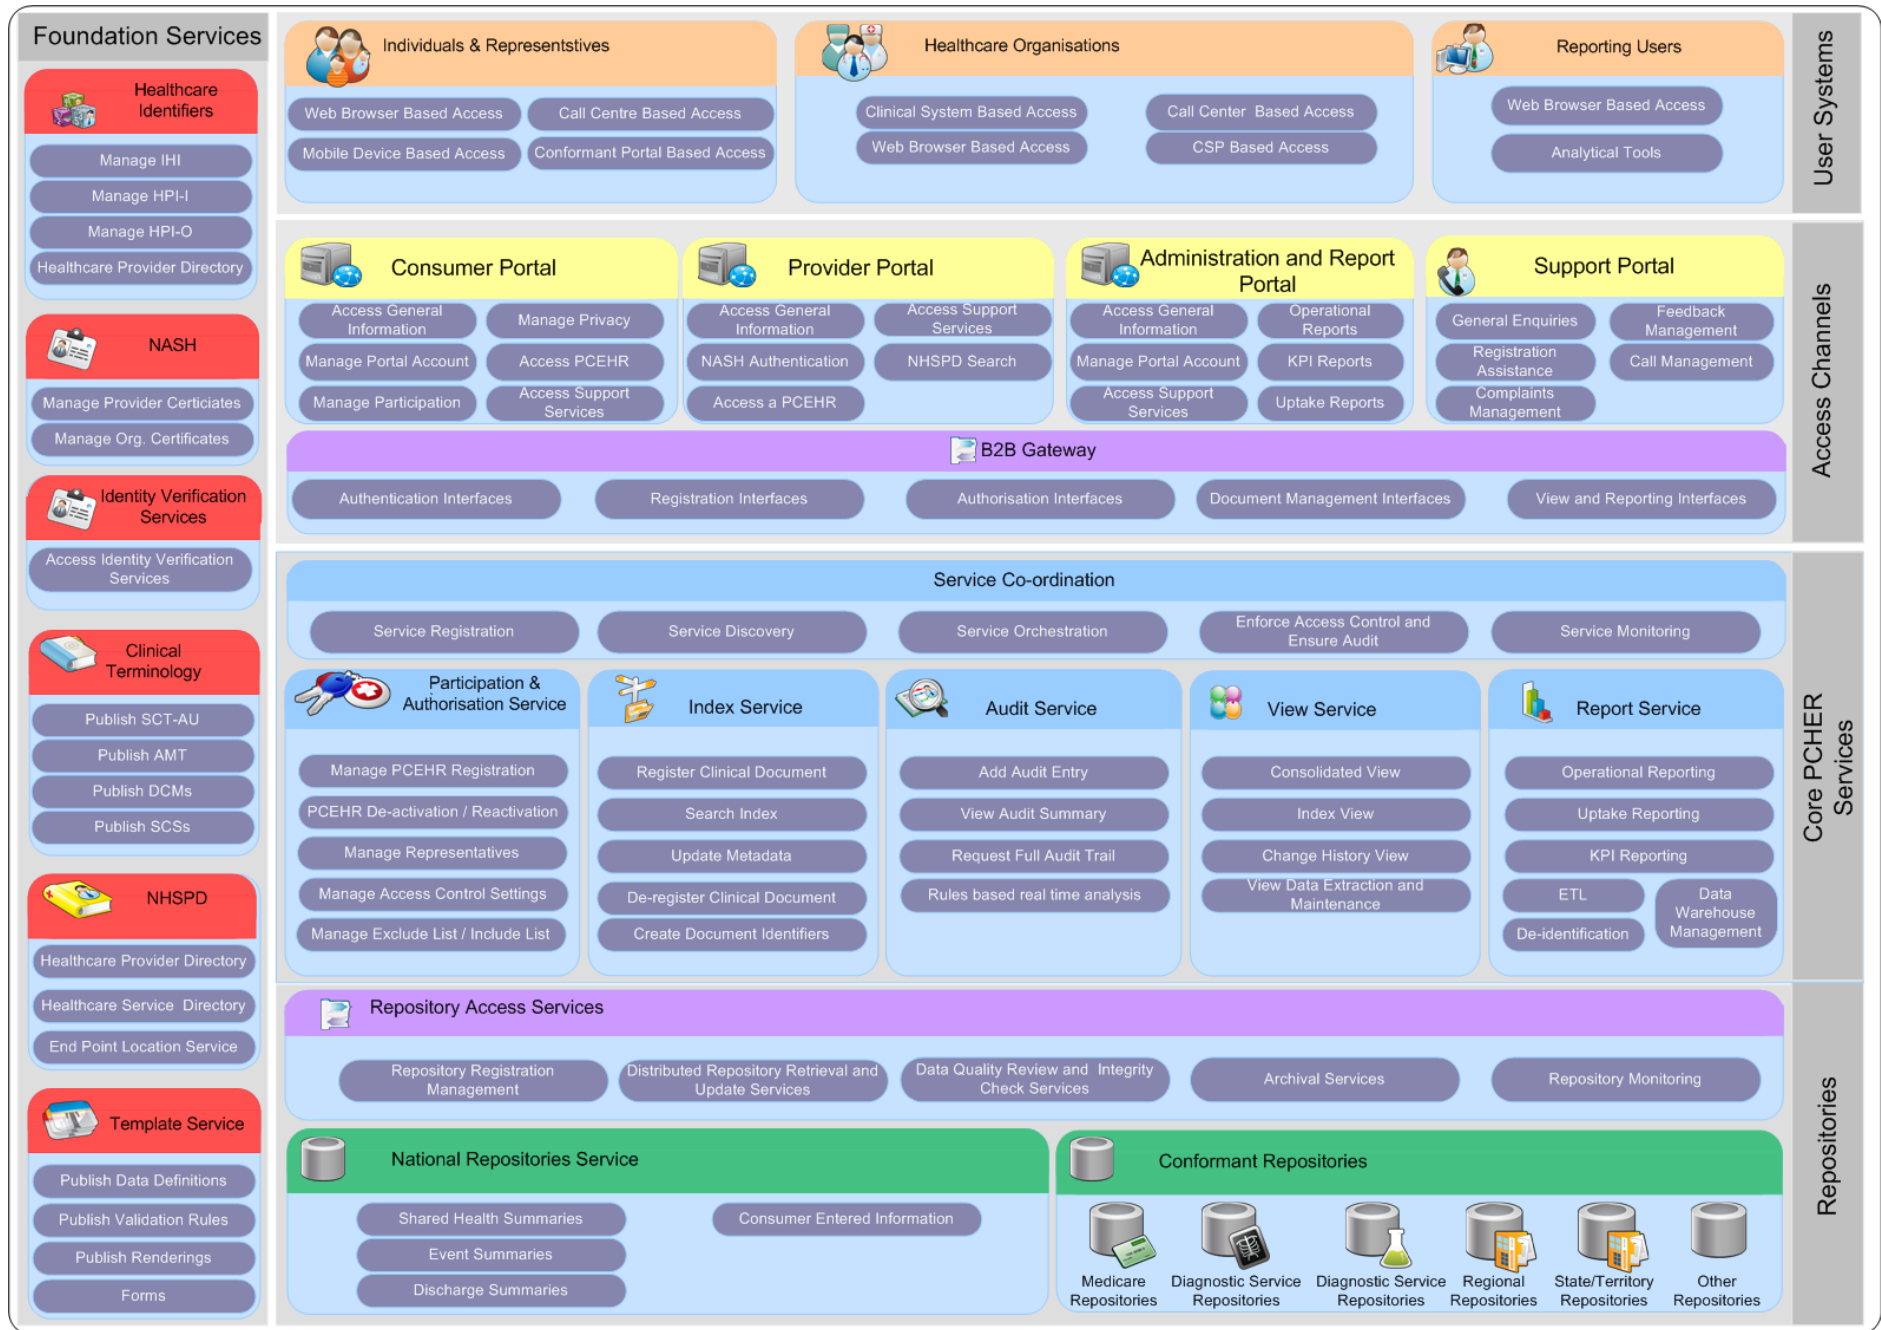 Foundation Services
Healthcare
Identifiers
Manage IHI
Manage HPI-I
Manage HPI-O
Healthcare Provider Directory
NASH
Manage Provider Certiciates
Manage Org. Certificates
Identity Verification
Services
Access Identity Verification
Services
Clinical
Terminology
Publish SCT-AU
Publish AMT
Publish DCMs
Publish SCSs
NHSPD
Healthcare Provider Directory
Healthcare Service Directory
End Point Location Service
Template Service
Publish Data Definitions
Publish Validation Rules
Publish Renderings
Forms
User Systems
Individuals & Representstives
Web Browser Based Access
Call Centre Based Access
Mobile Device Based Access
Conformant Portal Based Access
Healthcare Organisations
Clinical System Based Access
Call Center Based Access
Web Browser Based Access
CSP Based Access
Reporting Users
Web Browser Based Access
Analytical Tools
Access Channels
Consumer Portal
Access General
Information
Manage Privacy
Manage Portal Account
Access PCEHR
Manage Participation
Access Support
Services
Provider Portal
Access General
Information
Access Support
Services
NASH Authentication
NHSPD Search
Access a PCEHR
Administration and Report
Portal
Access General
Information
Operational
Reports
Manage Portal Account
KPI Reports
Access Support
Services
Uptake Reports
Support Portal
General Enquiries
Feedback
Management
Registration
Assistance
Call Management
Complaints
Management
B2B Gateway
Authentication Interfaces
Registration Interfaces
Authorisation Interfaces
Document Management Interfaces
View and Reporting Interfaces
Core PCHER
Services
Service Co-ordination
Service Registration
Service Discovery
Service Orchestration
Enforce Access Control and
Ensure Audit
Service Monitoring
Participation &
Authorisation Service
Manage PCEHR Registration
PCEHR De-activation / Reactivation
Manage Representatives
Manage Access Control Settings
Manage Exclude List / Include List
Index Service
Register Clinical Document
Search Index
Update Metadata
De-register Clinical Document
Create Document Identifiers
Audit Service
Add Audit Entry
View Audit Summary
Request Full Audit Trail
Rules based real time analysis
View Service
Consolidated View
Index View
Change History View
View Data Extraction and
Maintenance
Report Service
Operational Reporting
Uptake Reporting
KPI Reporting
ETL
De-identification
Data
Warehouse
Management
Repositories
Repository Access Services
Repository Registration
Management
Distributed Repository Retrieval and
Update Services
Data Quality Review and Integrity
Check Services
Archival Services
Repository Monitoring
National Repositories Service
Shared Health Summaries
Consumer Entered Information
Event Summaries
Discharge Summaries
Conformant Repositories
Medicare
Repositories
Diagnostic Service
Repositories
Diagnostic Service
Repositories
Regional
Repositories
State/Territory
Repositories
Other
Repositories